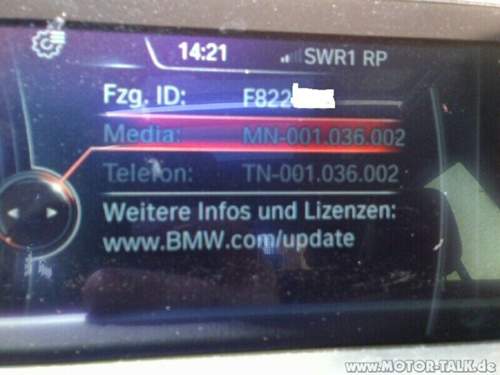 14:21 SWR1 RP
Fzg. ID: F822
Media: MN-001.036.002
Telefon: TN-001.036.002
Weitere Infos und Lizenzen:
www.BMW.com/update
www.MOTOR-TALK.de